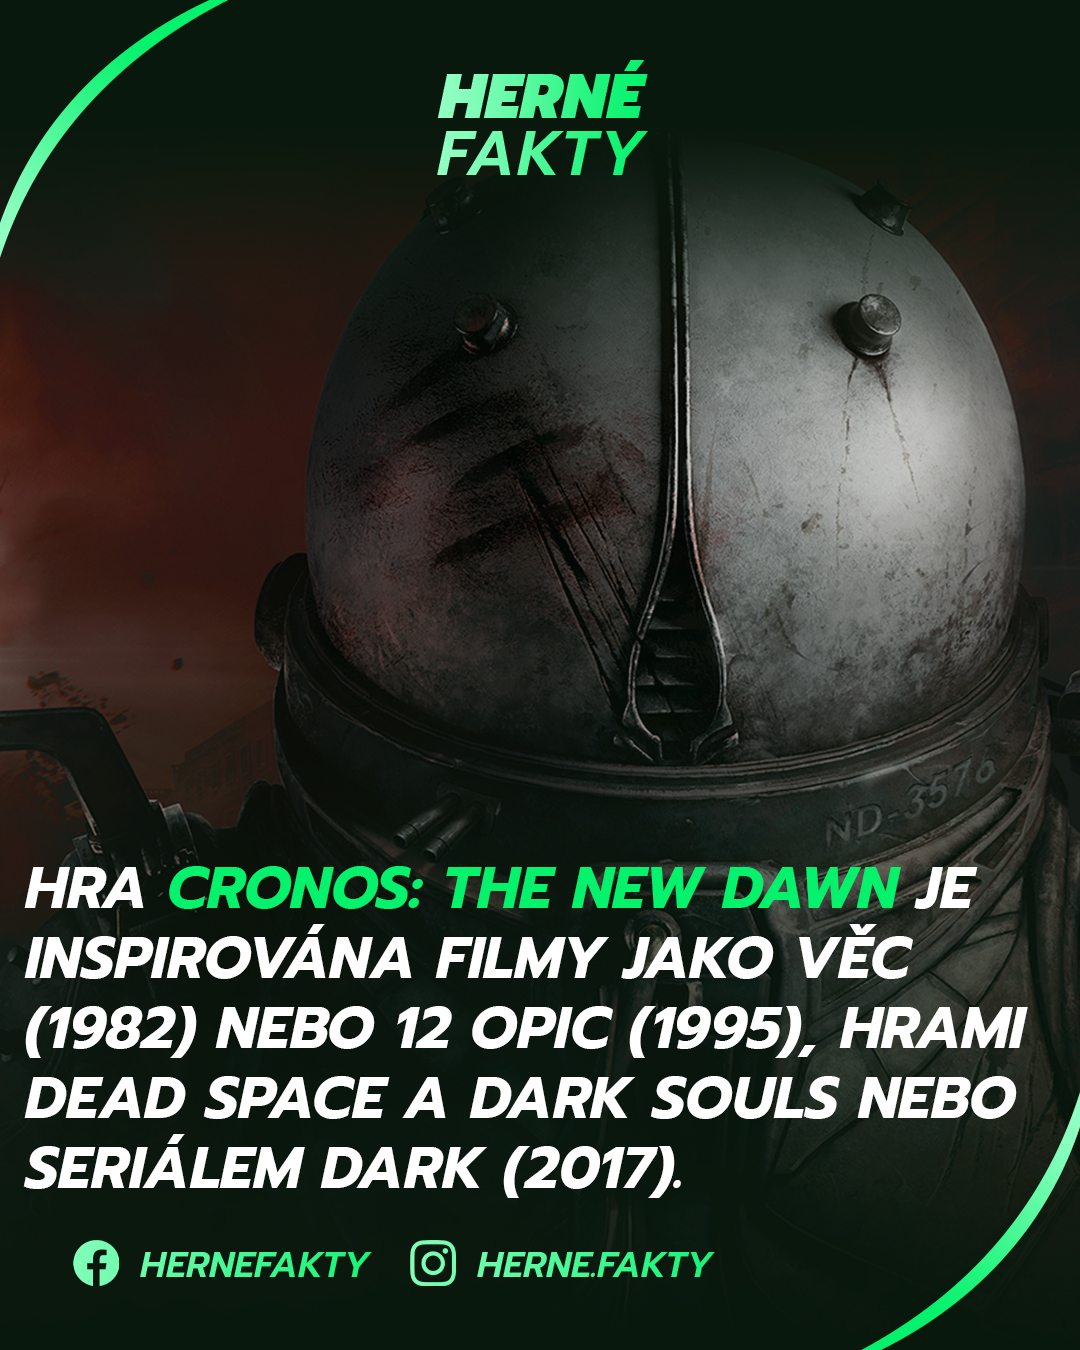 HERNÉ
FAKTY
ND-3576
HRA CRONOS: THE NEW DAWN JE
INSPIROVÁNA FILMY JAKO VĚC
(1982) NEBO 12 OPIC (1995), HRAMI
DEAD SPACE A DARK SOULS NEBO
SERIÁLEM DARK (2017).
HERNEFAKTY HERNE.FAKTY